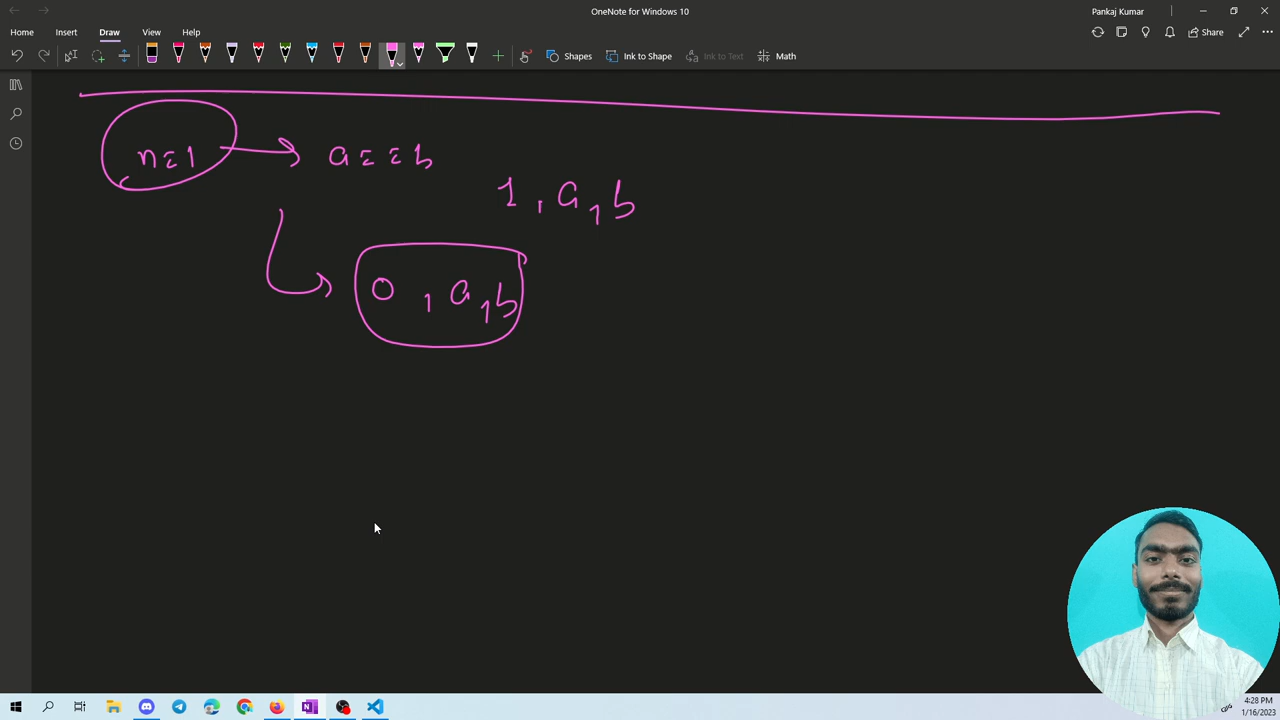 OneNote for Windows 10
Pankaj Kumar
Home Insert Draw View Help
Share
Shapes Ink to Shape Ink to Text Math
n=1 → a==b
1, a, b
0, a, b
4:28 PM
1/16/2023